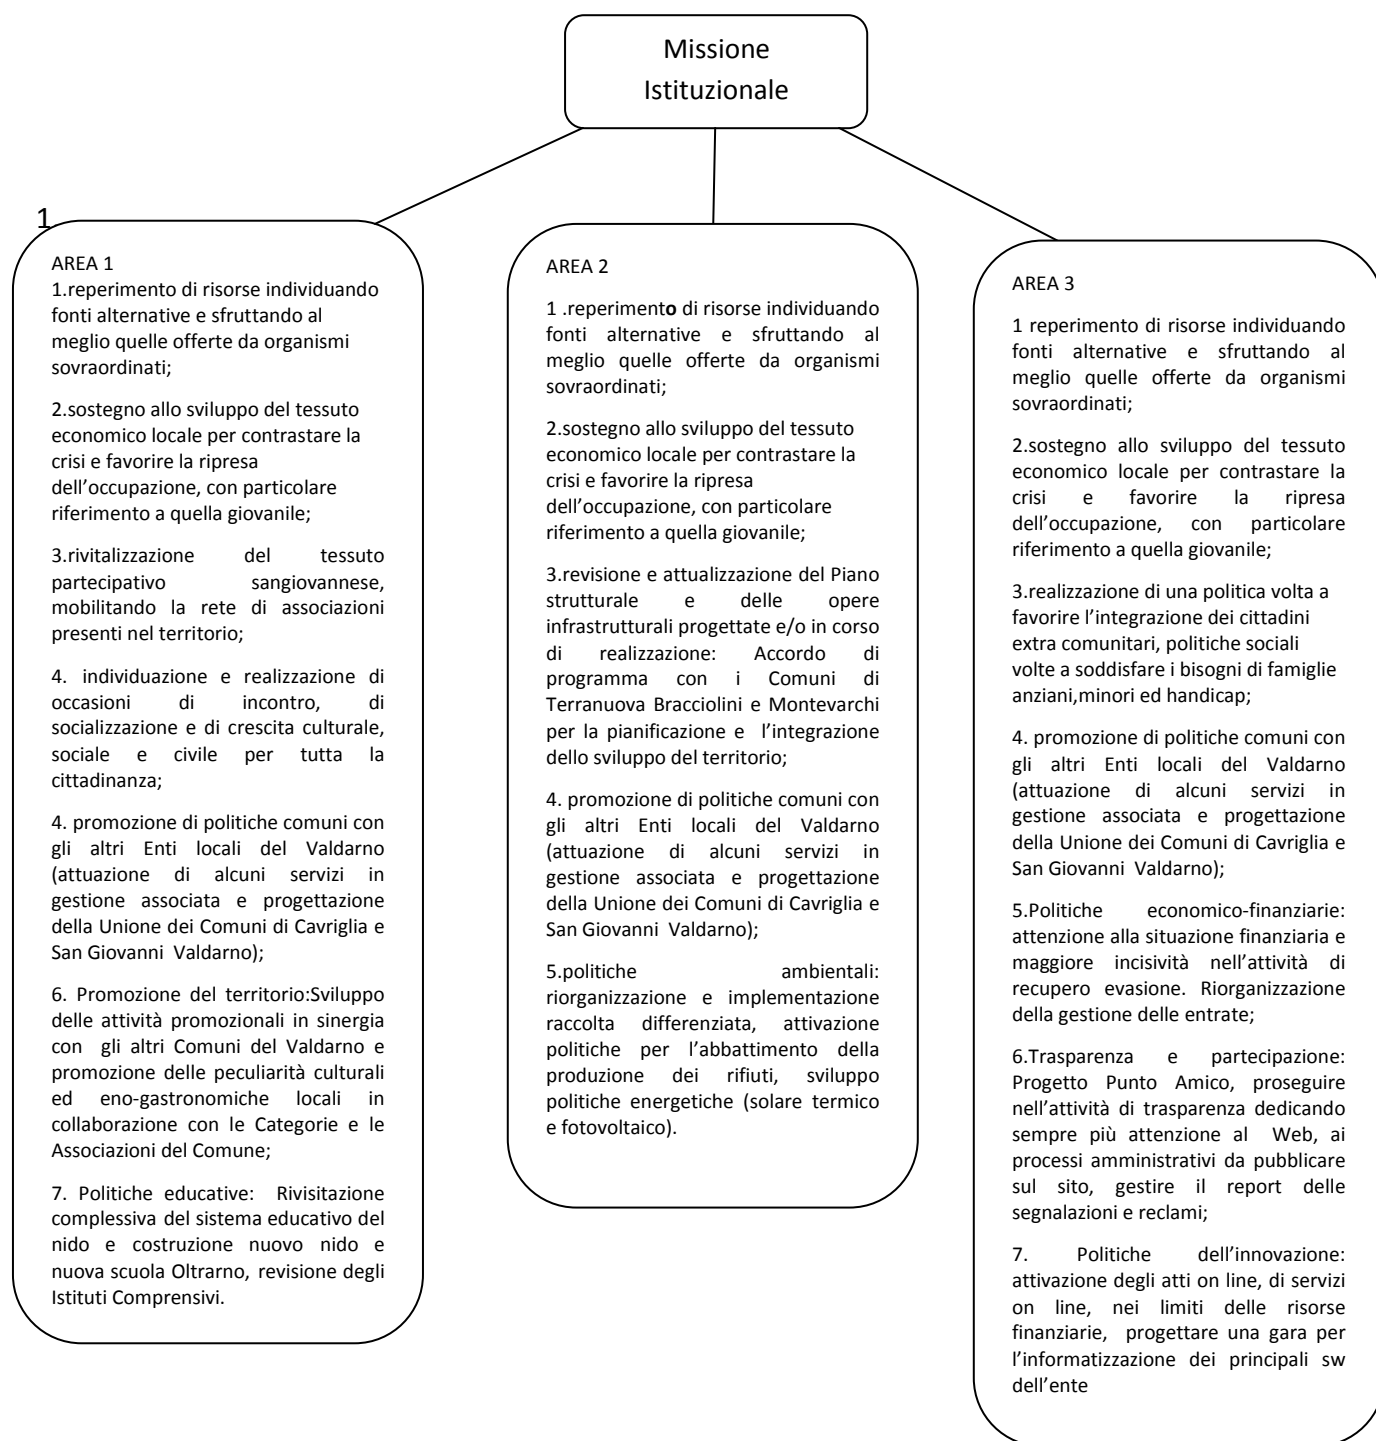 Missione
Istituzionale
1
AREA 1
1.reperimento di risorse individuando
fonti alternative e sfruttando al
meglio quelle offerte da organismi
sovraordinati;
2.sostegno allo sviluppo del tessuto
economico locale per contrastare la
crisi e favorire la ripresa
dell’occupazione, con particolare
riferimento a quella giovanile;
3.rivitalizzazione del tessuto
partecipativo sangiovannese,
mobilitando la rete di associazioni
presenti nel territorio;
4. individuazione e realizzazione di
occasioni di incontro, di
socializzazione e di crescita culturale,
sociale e civile per tutta la
cittadinanza;
4. promozione di politiche comuni con
gli altri Enti locali del Valdarno
(attuazione di alcuni servizi in
gestione associata e progettazione
della Unione dei Comuni di Cavriglia e
San Giovanni Valdarno);
6. Promozione del territorio:Sviluppo
delle attività promozionali in sinergia
con gli altri Comuni del Valdarno e
promozione delle peculiarità culturali
ed eno-gastronomiche locali in
collaborazione con le Categorie e le
Associazioni del Comune;
7. Politiche educative: Rivisitazione
complessiva del sistema educativo del
nido e costruzione nuovo nido e
nuova scuola Oltrarno, revisione degli
Istituti Comprensivi.
AREA 2
1 .reperimento di risorse individuando
fonti alternative e sfruttando al
meglio quelle offerte da organismi
sovraordinati;
2.sostegno allo sviluppo del tessuto
economico locale per contrastare la
crisi e favorire la ripresa
dell’occupazione, con particolare
riferimento a quella giovanile;
3.revisione e attualizzazione del Piano
strutturale e delle opere
infrastrutturali progettate e/o in corso
di realizzazione: Accordo di
programma con i Comuni di
Terranuova Bracciolini e Montevarchi
per la pianificazione e l’integrazione
dello sviluppo del territorio;
4. promozione di politiche comuni con
gli altri Enti locali del Valdarno
(attuazione di alcuni servizi in
gestione associata e progettazione
della Unione dei Comuni di Cavriglia e
San Giovanni Valdarno);
5.politiche ambientali:
riorganizzazione e implementazione
raccolta differenziata, attivazione
politiche per l’abbattimento della
produzione dei rifiuti, sviluppo
politiche energetiche (solare termico
e fotovoltaico).
AREA 3
1 reperimento di risorse individuando
fonti alternative e sfruttando al
meglio quelle offerte da organismi
sovraordinati;
2.sostegno allo sviluppo del tessuto
economico locale per contrastare la
crisi e favorire la ripresa
dell’occupazione, con particolare
riferimento a quella giovanile;
3.realizzazione di una politica volta a
favorire l’integrazione dei cittadini
extra comunitari, politiche sociali
volte a soddisfare i bisogni di famiglie
anziani,minori ed handicap;
4. promozione di politiche comuni con
gli altri Enti locali del Valdarno
(attuazione di alcuni servizi in
gestione associata e progettazione
della Unione dei Comuni di Cavriglia e
San Giovanni Valdarno);
5.Politiche economico-finanziarie:
attenzione alla situazione finanziaria e
maggiore incisività nell’attività di
recupero evasione. Riorganizzazione
della gestione delle entrate;
6.Trasparenza e partecipazione:
Progetto Punto Amico, proseguire
nell’attività di trasparenza dedicando
sempre più attenzione al Web, ai
processi amministrativi da pubblicare
sul sito, gestire il report delle
segnalazioni e reclami;
7. Politiche dell’innovazione:
attivazione degli atti on line, di servizi
on line, nei limiti delle risorse
finanziarie, progettare una gara per
l’informatizzazione dei principali sw
dell’ente